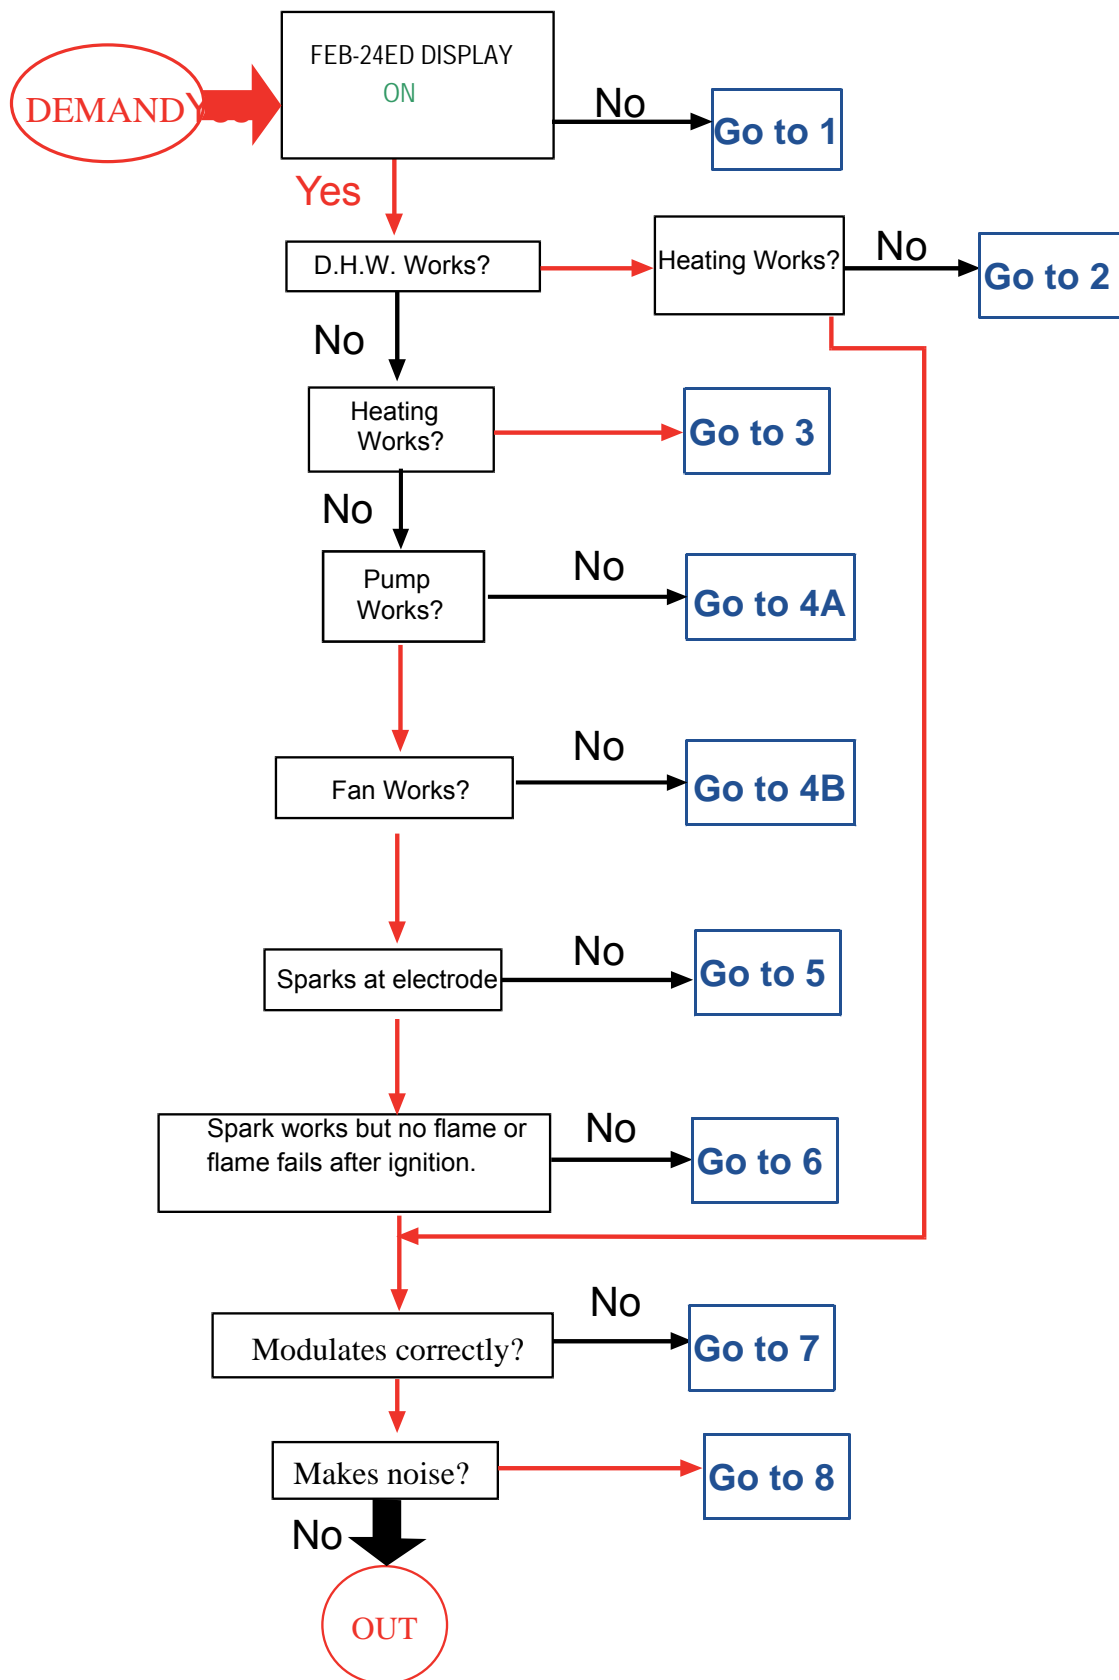 FEB-24ED DISPLAY
ON
DEMAND
No
Go to 1
Yes
D.H.W. Works?
Heating Works?
No
Go to 2
No
Heating
Works?
Go to 3
No
Pump
Works?
No
Go to 4A
Fan Works?
No
Go to 4B
Sparks at electrode
No
Go to 5
Spark works but no flame or
flame fails after ignition.
No
Go to 6
Modulates correctly?
No
Go to 7
Makes noise?
Go to 8
No
OUT